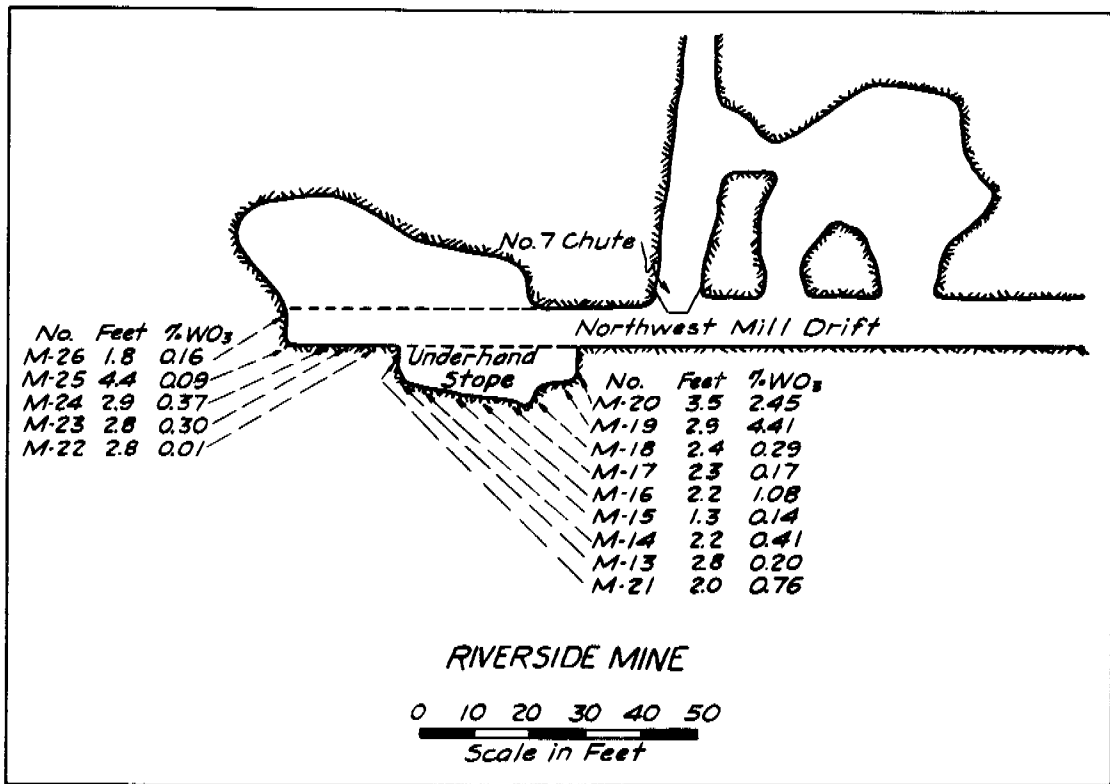 No. 7 Chute
Northwest Mill Drift
Underhand
Stope
No. Feet % WO₃
M-26 1.8 0.16
M-25 4.4 0.09
M-24 2.9 0.37
M-23 2.8 0.30
M-22 2.8 0.01
No. Feet % WO₃
M-20 3.5 2.45
M-19 2.9 4.41
M-18 2.4 0.29
M-17 2.3 0.17
M-16 2.2 1.08
M-15 1.3 0.14
M-14 2.2 0.41
M-13 2.8 0.20
M-21 2.0 0.76
RIVERSIDE MINE
0 10 20 30 40 50
Scale in Feet